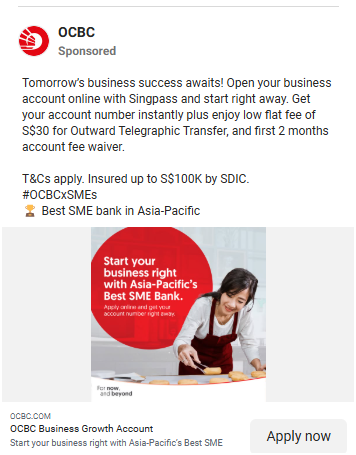 OCBC
Sponsored
Tomorrow's business success awaits! Open your business
account online with Singpass and start right away. Get
your account number instantly plus enjoy low flat fee of
S$30 for Outward Telegraphic Transfer, and first 2 months
account fee waiver.
T&Cs apply. Insured up to S$100K by SDIC.
#OCBCxSMEs
🏆 Best SME bank in Asia-Pacific
Start your
business right
with Asia-Pacific's
Best SME Bank.
Apply online and get your
account number right away.
For now,
and beyond
OCBC.COM
OCBC Business Growth Account
Start your business right with Asia-Pacific's Best SME
Apply now